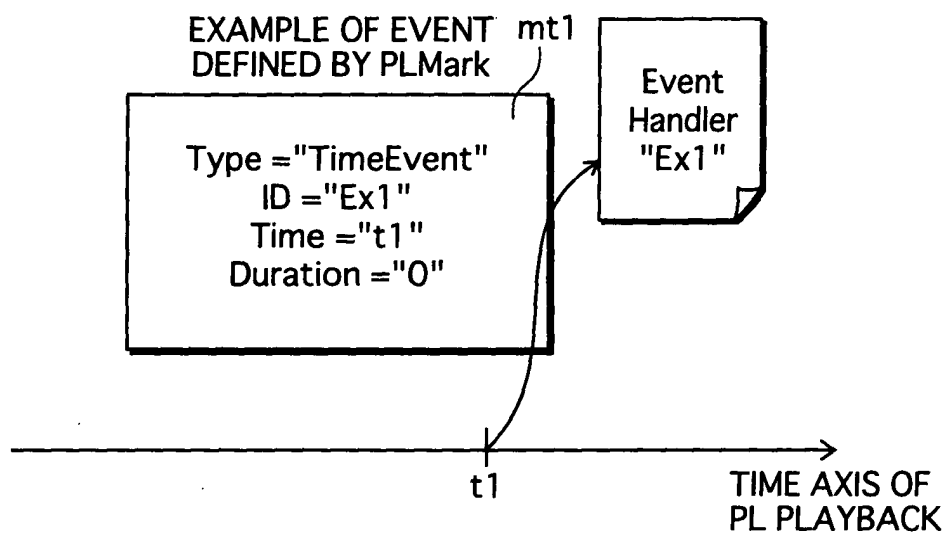 EXAMPLE OF EVENT
DEFINED BY PLMark
mt1
Type ="TimeEvent"
ID ="Ex1"
Time ="t1"
Duration ="0"
Event
Handler
"Ex1"
t1
TIME AXIS OF
PL PLAYBACK